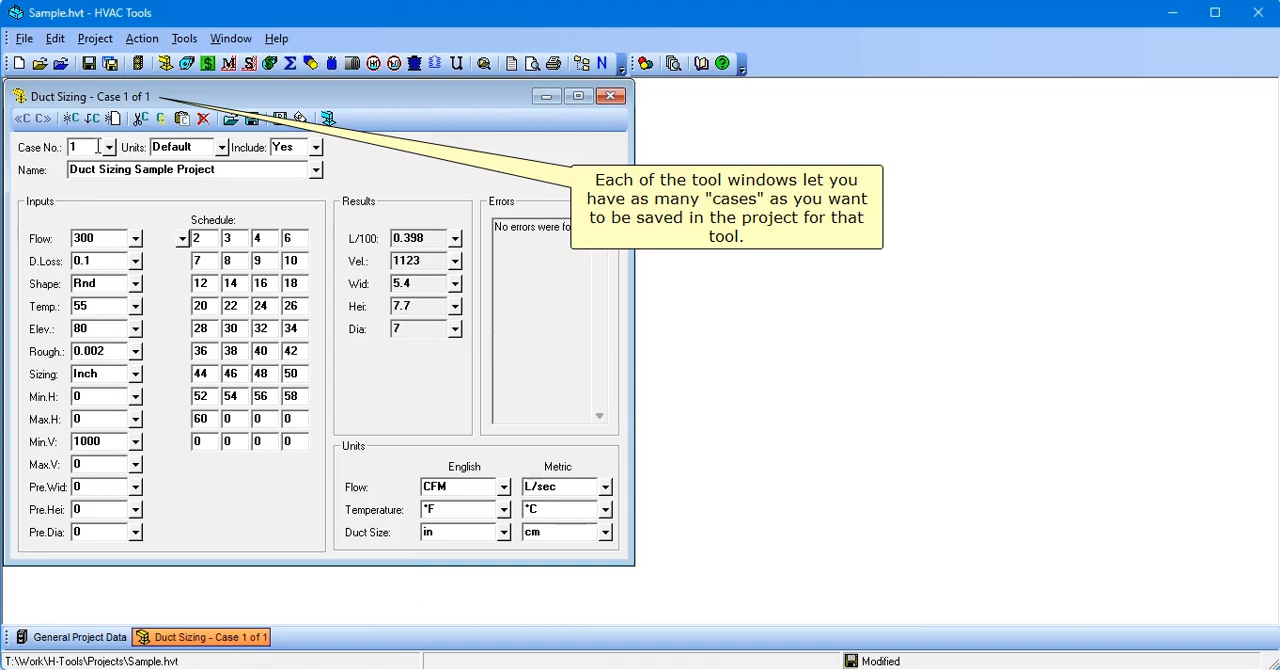 Sample.hvt - HVAC Tools
File Edit Project Action Tools Window Help
Duct Sizing - Case 1 of 1
Case No.: 1 Units: Default Include: Yes
Name: Duct Sizing Sample Project
Each of the tool windows let you
have as many "cases" as you want
to be saved in the project for that
tool.
Inputs
Schedule:
Flow: 300 2 3 4 6
D.Loss: 0.1 7 8 9 10
Shape: Rnd 12 14 16 18
Temp.: 55 20 22 24 26
Elev.: 80 28 30 32 34
Rough.: 0.002 36 38 40 42
Sizing: Inch 44 46 48 50
Min.H: 0 52 54 56 58
Max.H: 0 60 0 0 0
Min.V: 1000 0 0 0 0
Max.V: 0
Pre.Wid: 0
Pre.Hei: 0
Pre.Dia: 0
Results
L/100: 0.398
Vel.: 1123
Wid: 5.4
Hei: 7.7
Dia: 7
Errors
No errors were fo
Units
English Metric
Flow: CFM L/sec
Temperature: *F *C
Duct Size: in cm
General Project Data Duct Sizing - Case 1 of 1
T:\Work\H-Tools\Projects\Sample.hvt Modified